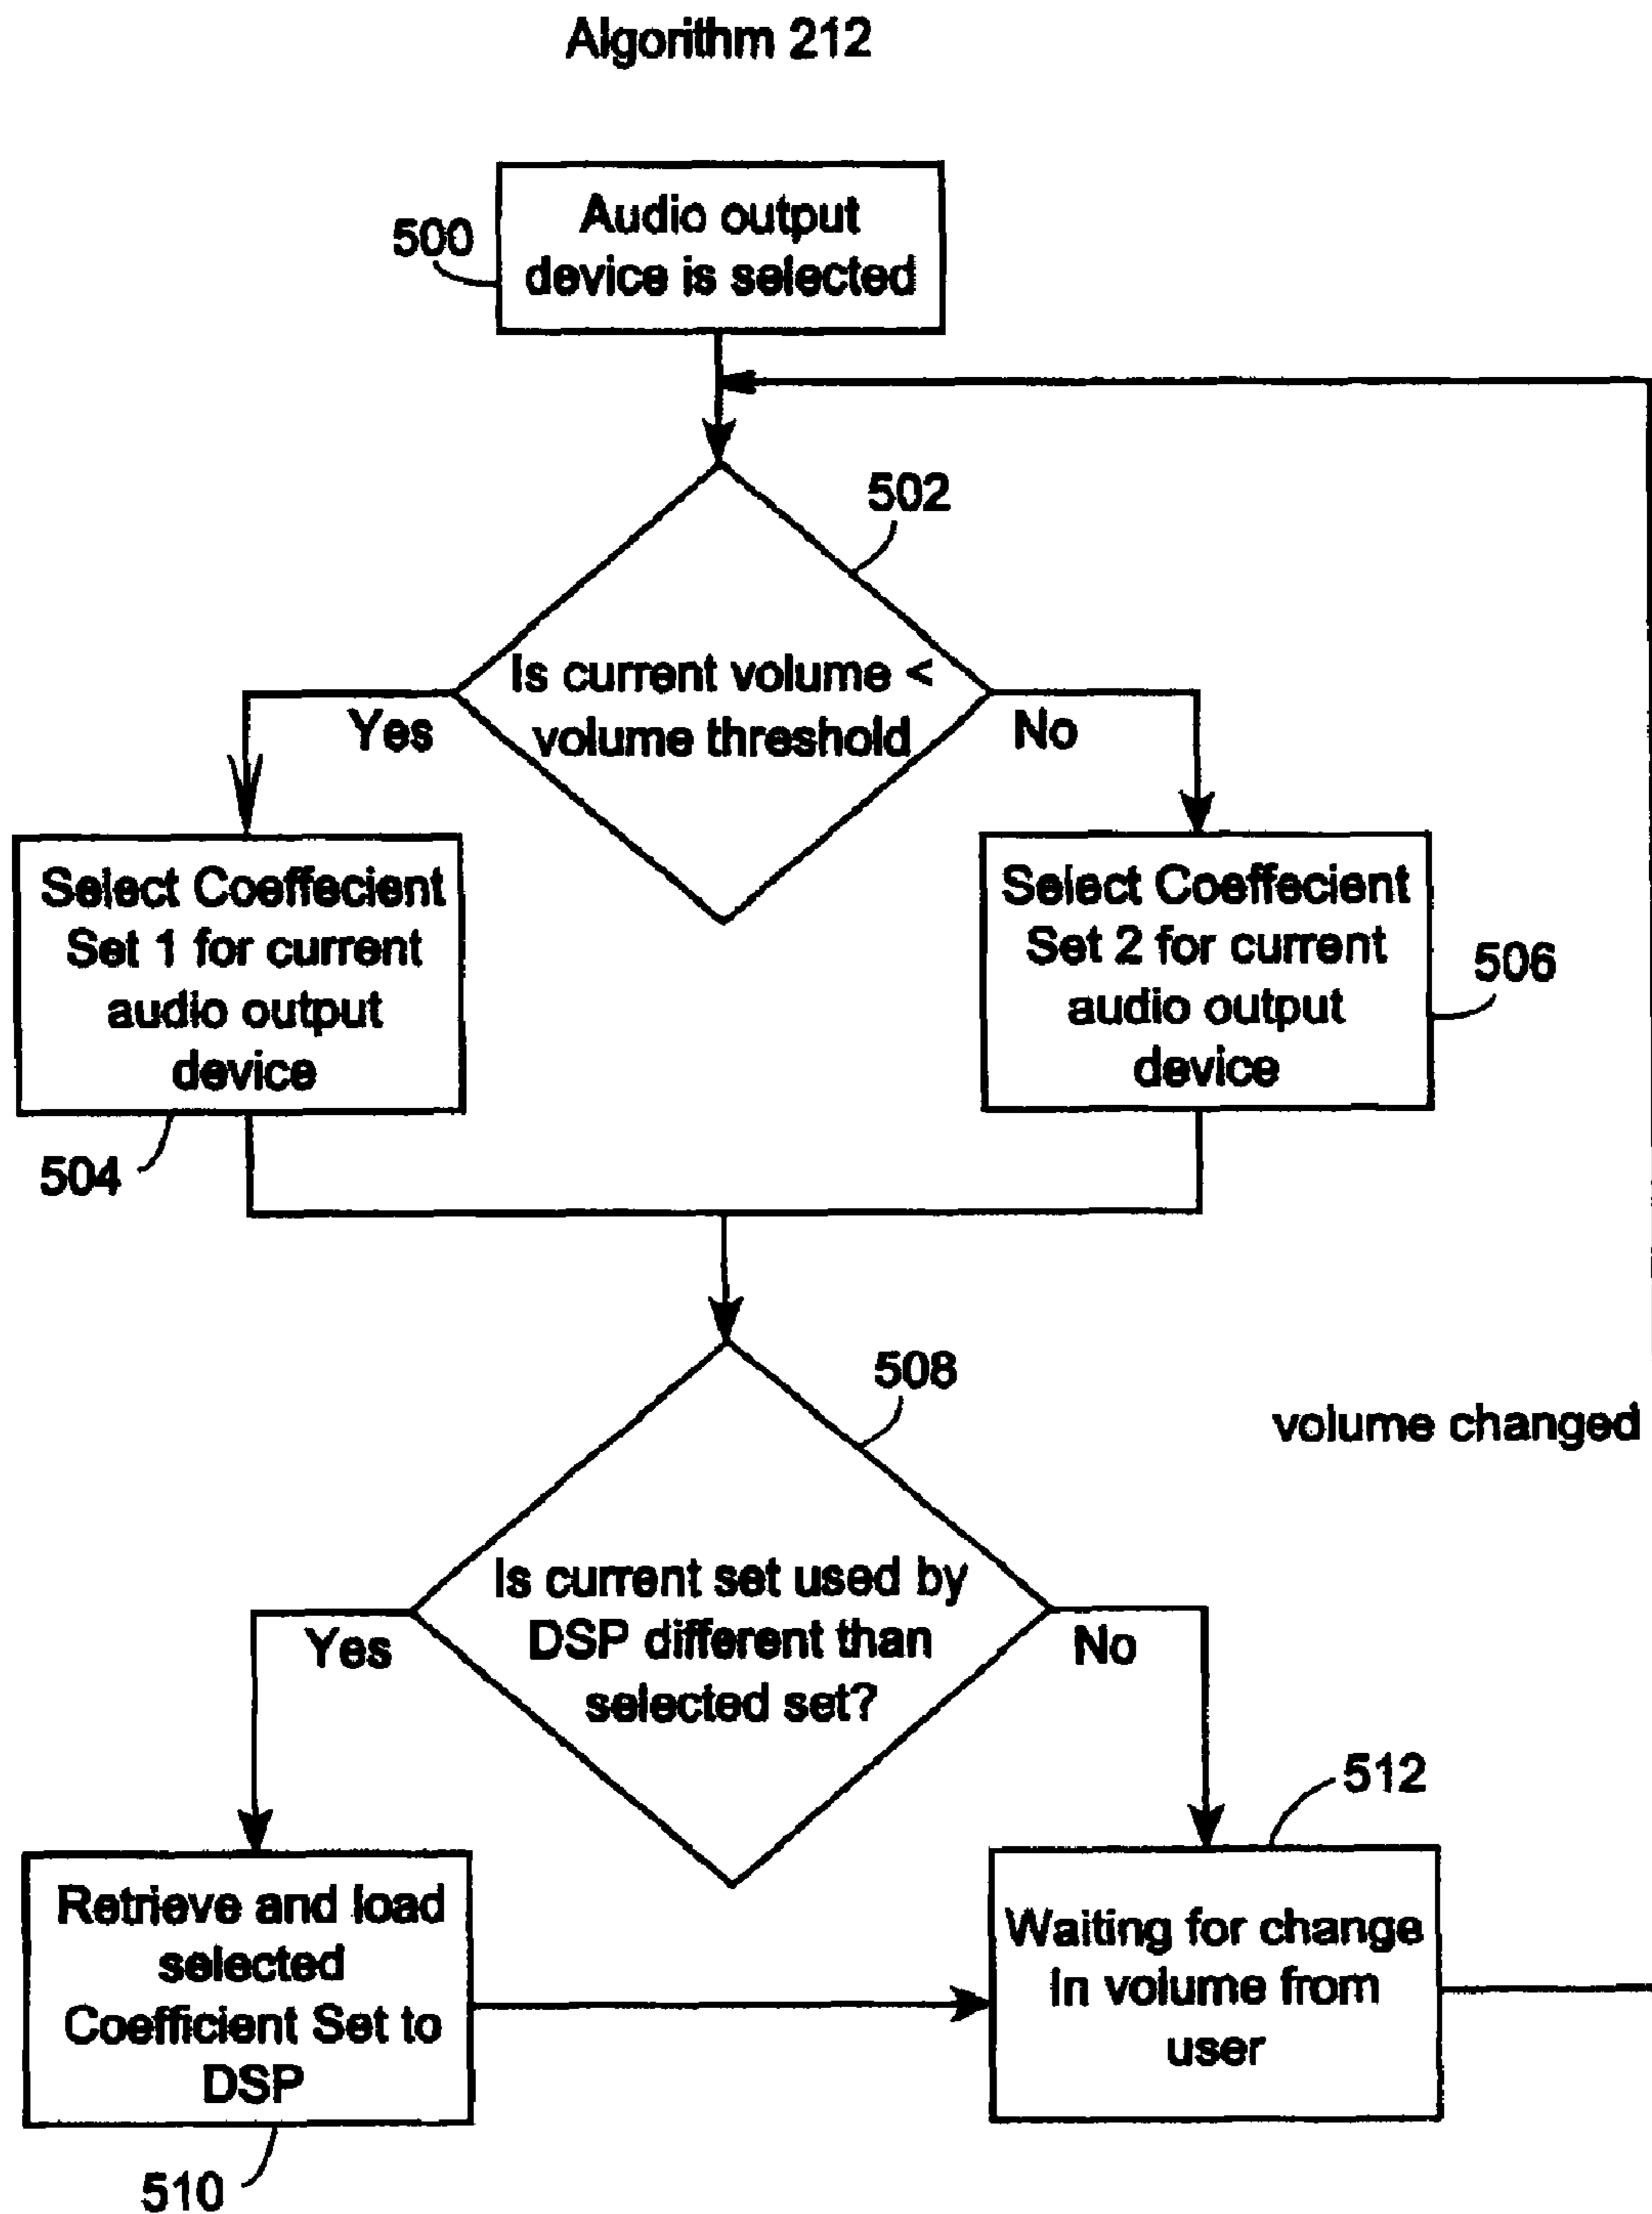 Algorithm 212
Audio output
device is selected
500
502
Is current volume <
volume threshold
Yes
No
Select Coeffecient
Set 1 for current
audio output
device
504
Select Coeffecient
Set 2 for current
audio output
device
506
508
volume changed
Is current set used by
DSP different than
selected set?
Yes
No
512
Retrieve and load
selected
Coefficient Set to
DSP
510
Waiting for change
In volume from
user